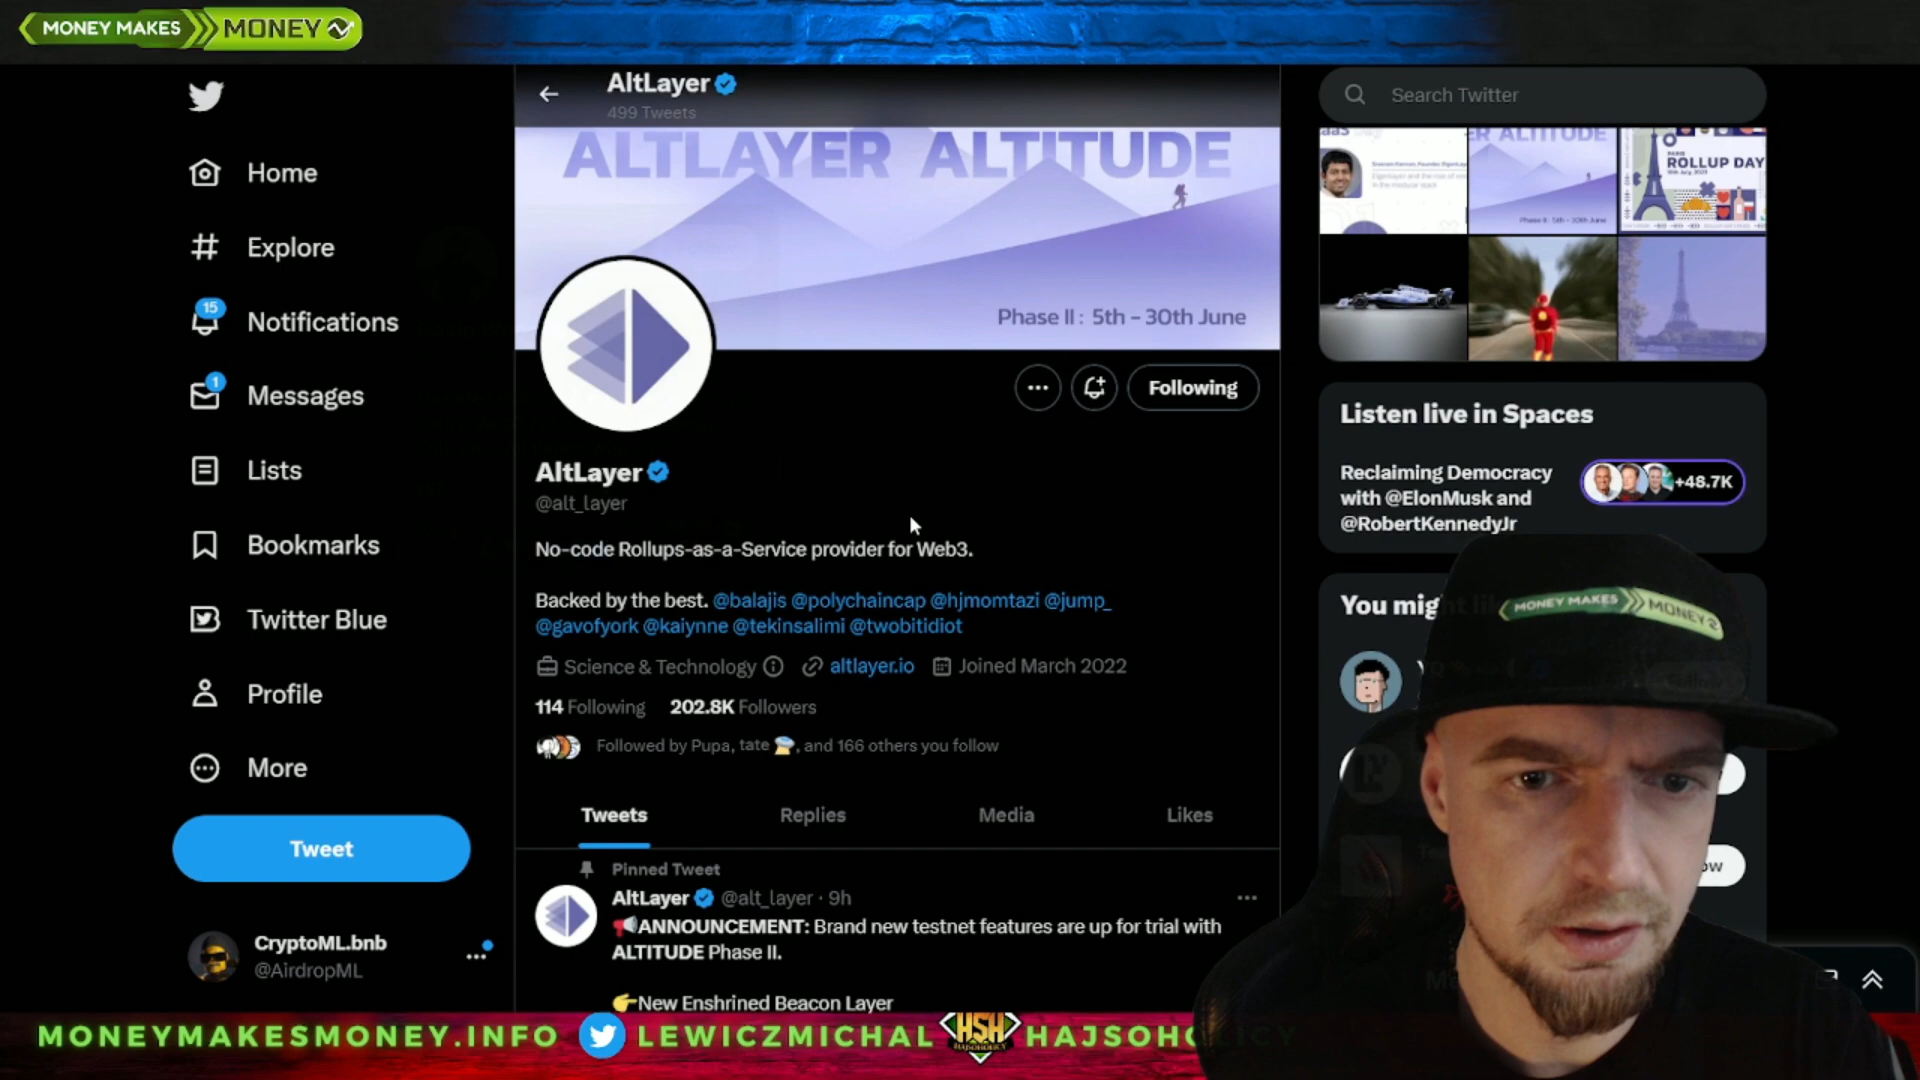 MONEY MAKES MONEY
AltLayer
499 Tweets
Search Twitter
ALTLAYER ALTITUDE
Phase II : 5th - 30th June
ROLLUP DAY
Home
Explore
15
Notifications
1
Messages
Lists
Bookmarks
Twitter Blue
Profile
More
Tweet
CryptoML.bnb
@AirdropML
Following
AltLayer
@alt_layer
No-code Rollups-as-a-Service provider for Web3.
Backed by the best. @balajis @polychaincap @hjmomtazi @jump_
@gavofyork @kaiynne @tekinsalimi @twobitidiot
Science & Technology altlayer.io Joined March 2022
114 Following 202.8K Followers
Followed by Pupa, tate, and 166 others you follow
Tweets Replies Media Likes
Pinned Tweet
AltLayer @alt_layer · 9h
ANNOUNCEMENT: Brand new testnet features are up for trial with
ALTITUDE Phase II.
New Enshrined Beacon Layer
Listen live in Spaces
Reclaiming Democracy
with @ElonMusk and
@RobertKennedyJr
+48.7K
You might
MONEY MAKES MONEY
MONEYMAKESMONEY.INFO LEWICZMICHAL HSH HAJSOHOLICY